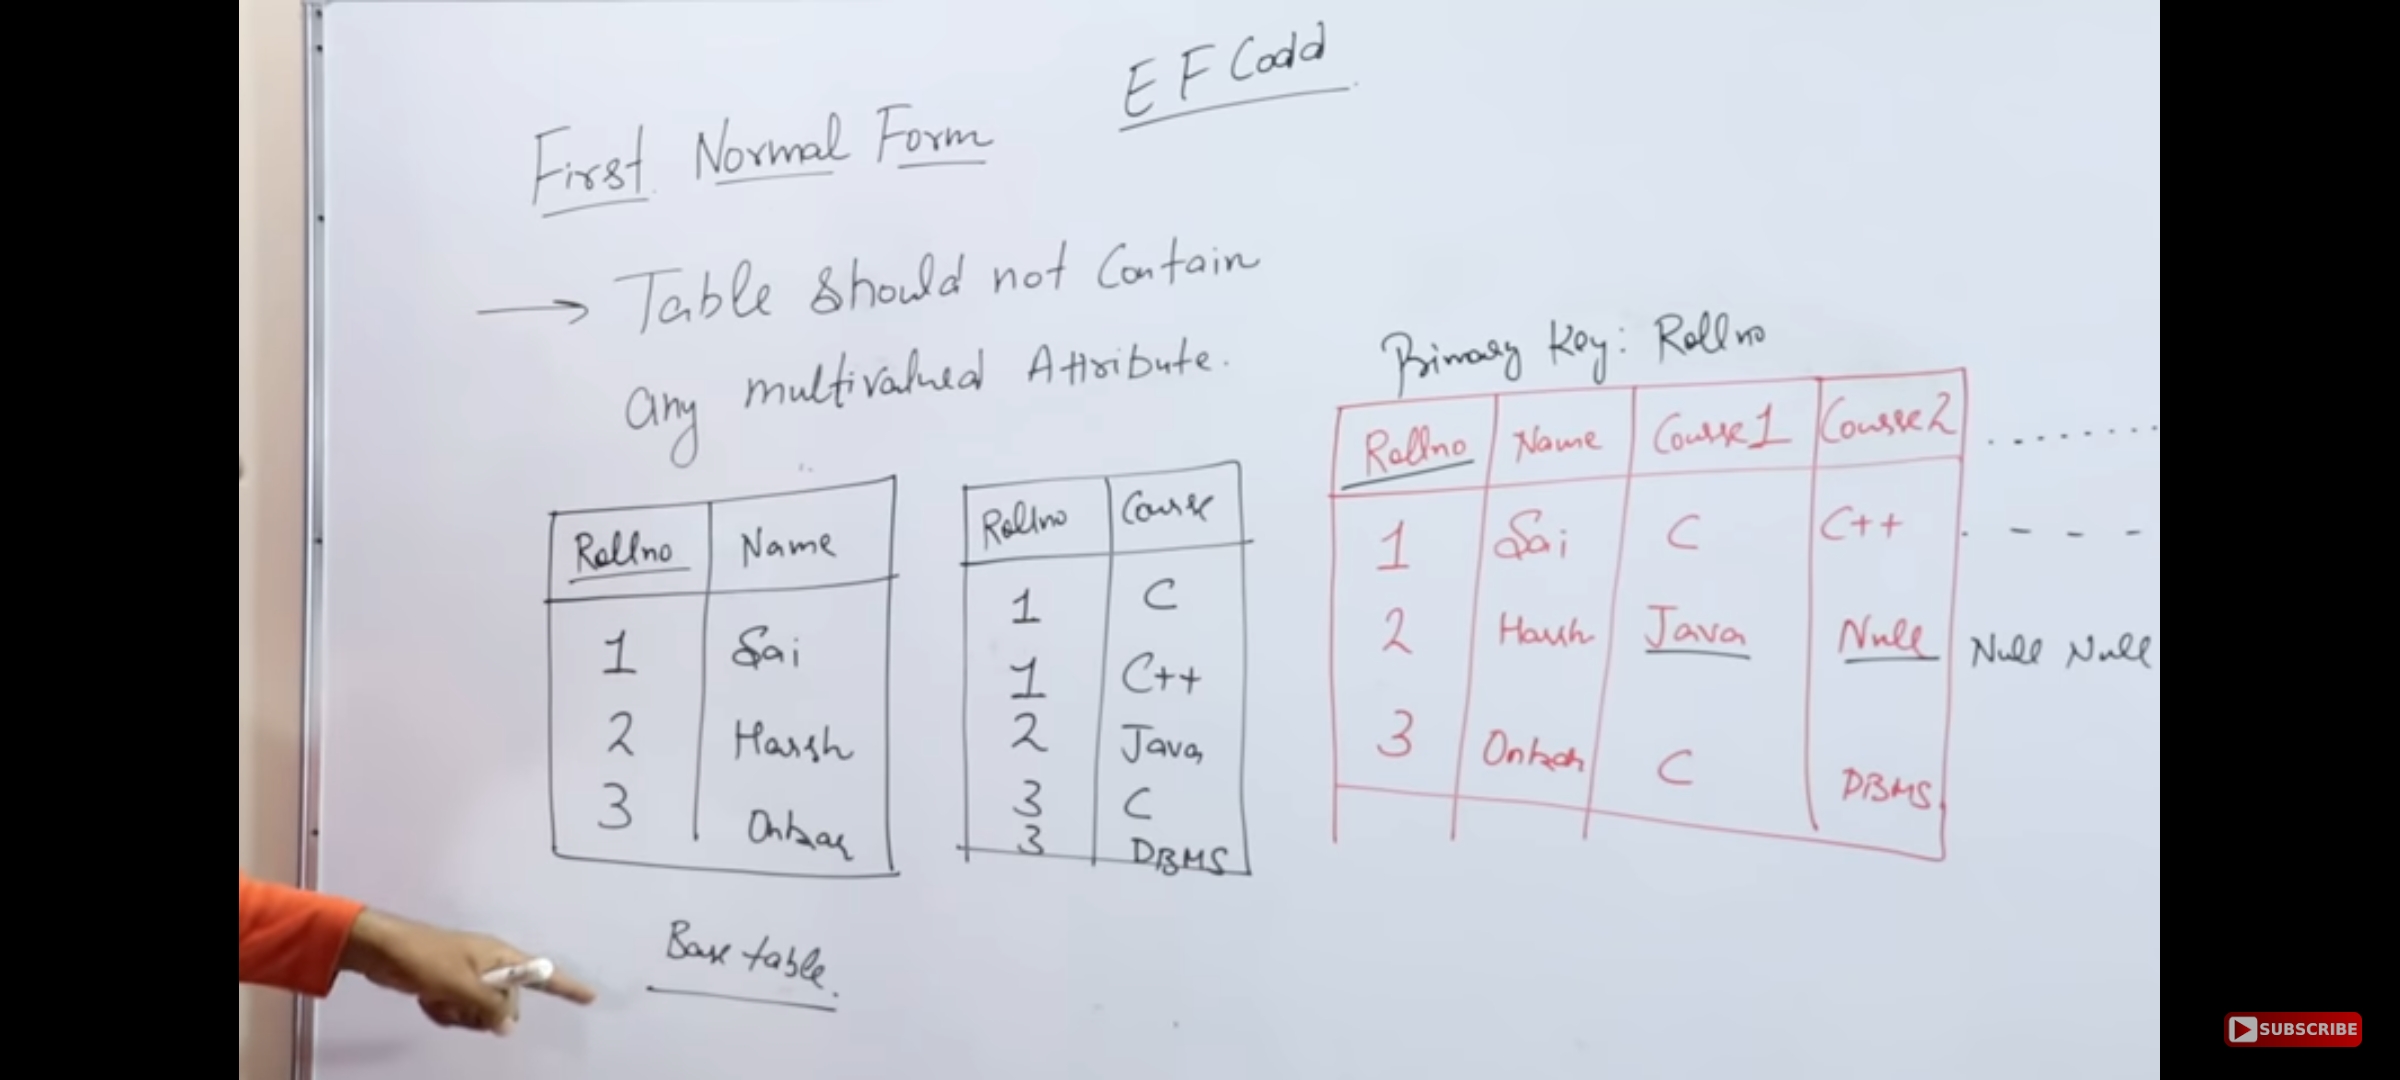 E F Codd
First Normal Form
→ Table should not Contain
any multivalued Attribute.
Primary Key: Rollno
Rollno Name
1 Sai
2 Harsh
3 Onkar
Base table.
Rollno Course
1 C
1 C++
2 Java
3 C
3 DBMS
Rollno Name Course1 Course2 ........
1 Sai C C++ - - - -
2 Harsh Java Null Null Null
3 Onkar C DBMS
SUBSCRIBE